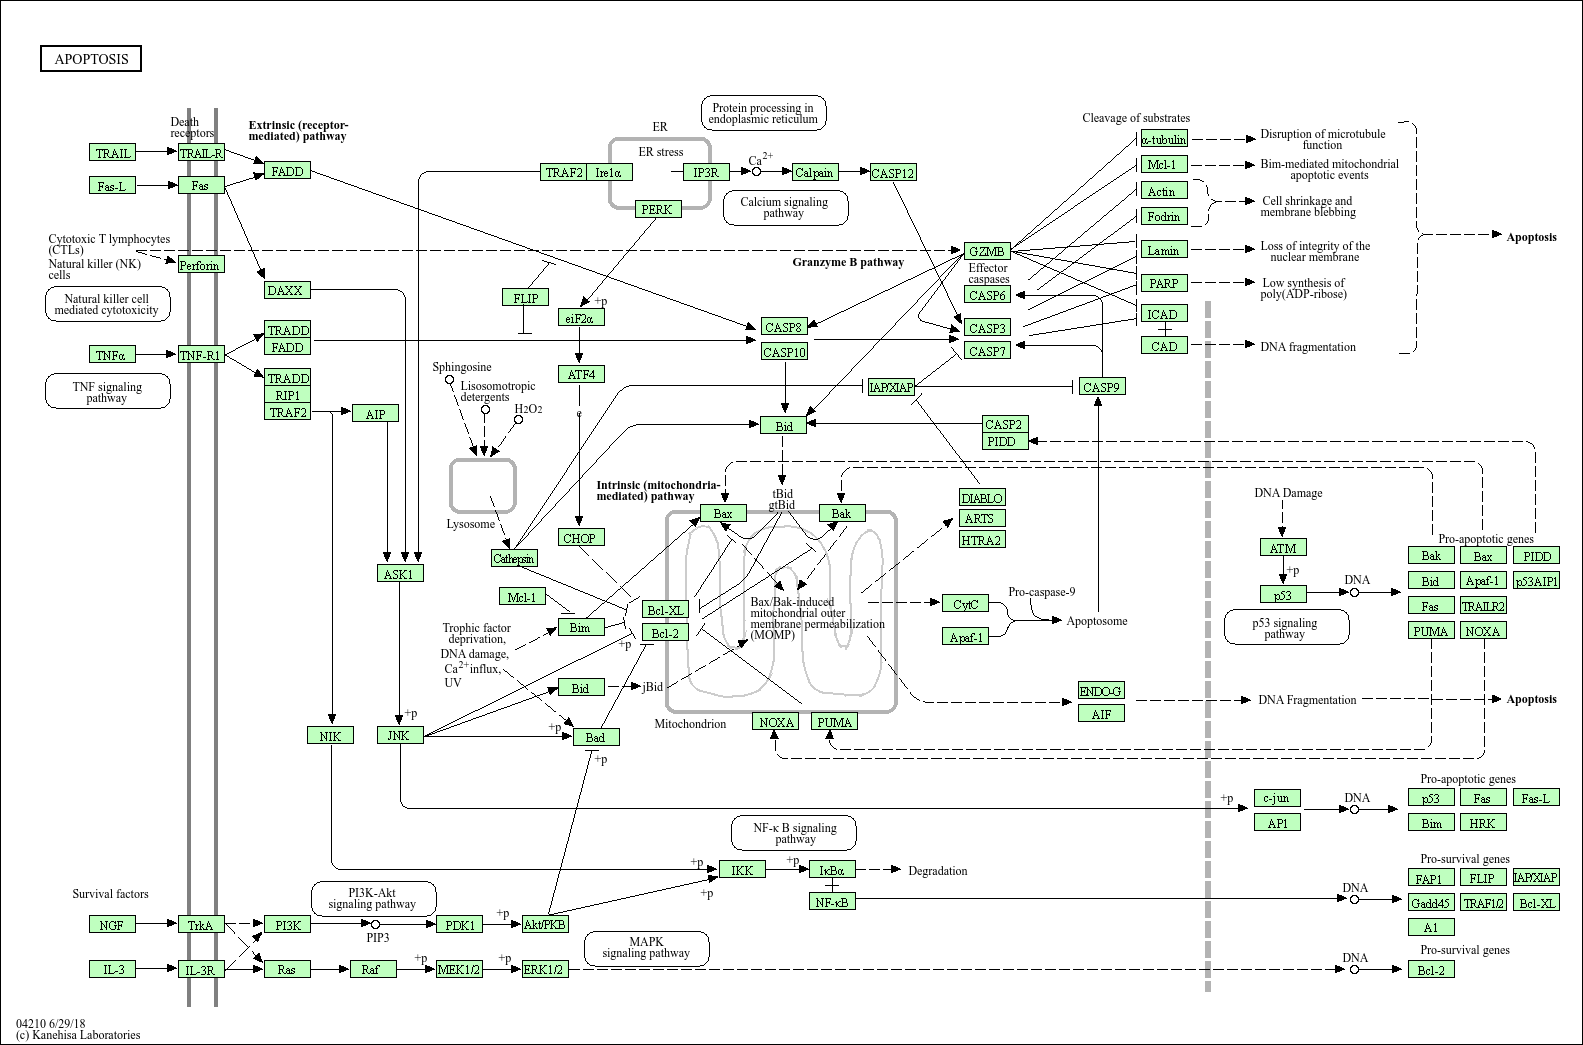 APOPTOSIS
Death
receptors
Extrinsic (receptor-
mediated) pathway
TRAIL
TRAIL-R
Fas-L
Fas
FADD
Cytotoxic T lymphocytes
(CTLs)
Natural killer (NK)
cells
Perforin
Natural killer cell
mediated cytotoxicity
DAXX
TNFα
TNF-R1
TRADD
FADD
TRADD
RIP1
TRAF2
AIP
TNF signaling
pathway
ER
ER stress
TRAF2
Ire1α
IP3R
PERK
Protein processing in
endoplasmic reticulum
Ca2+
Calpain
CASP12
Calcium signaling
pathway
Granzyme B pathway
GZMB
Effector
caspases
CASP6
CASP3
CASP7
FLIP
+p
eiF2α
ATF4
e
CHOP
CASP8
CASP10
IAP/XIAP
CASP9
Bid
CASP2
PIDD
Cleavage of substrates
α-tubulin
Mcl-1
Actin
Fodrin
Lamin
PARP
ICAD
CAD
Disruption of microtubule
function
Bim-mediated mitochondrial
apoptotic events
Cell shrinkage and
membrane blebbing
Loss of integrity of the
nuclear membrane
Low synthesis of
poly(ADP-ribose)
DNA fragmentation
Apoptosis
Sphingosine
Lisosomotropic
detergents
H2O2
Lysosome
Cathepsin
Intrinsic (mitochondria-
mediated) pathway
tBid
gtBid
Bax
Bak
DIABLO
ARTS
HTRA2
ASK1
Mcl-1
Bim
Bcl-XL
Bcl-2
+p
Trophic factor
deprivation,
DNA damage,
Ca2+influx,
UV
Bid
jBid
Bax/Bak-induced
mitochondrial outer
membrane permeabilization
(MOMP)
CytC
Apaf-1
Pro-caspase-9
Apoptosome
ENDO-G
AIF
DNA Fragmentation
Apoptosis
Mitochondrion
NOXA
PUMA
NIK
+p
JNK
+p
Bad
+p
DNA Damage
ATM
+p
p53
DNA
p53 signaling
pathway
Pro-apoptotic genes
Bak
Bax
PIDD
Bid
Apaf-1
p53AIP1
Fas
TRAILR2
PUMA
NOXA
+p
c-jun
AP1
DNA
Pro-apoptotic genes
p53
Fas
Fas-L
Bim
HRK
NF-κ B signaling
pathway
+p
IKK
+p
IκBα
NF-κB
Degradation
+p
DNA
Pro-survival genes
FAP1
FLIP
IAP/XIAP
Gadd45
TRAF1/2
Bcl-XL
A1
Survival factors
NGF
TrkA
PI3K
PI3K-Akt
signaling pathway
PIP3
PDK1
+p
Akt/PKB
IL-3
IL-3R
Ras
Raf
+p
MEK1/2
+p
ERK1/2
MAPK
signaling pathway
DNA
Pro-survival genes
Bcl-2
04210 6/29/18
(c) Kanehisa Laboratories